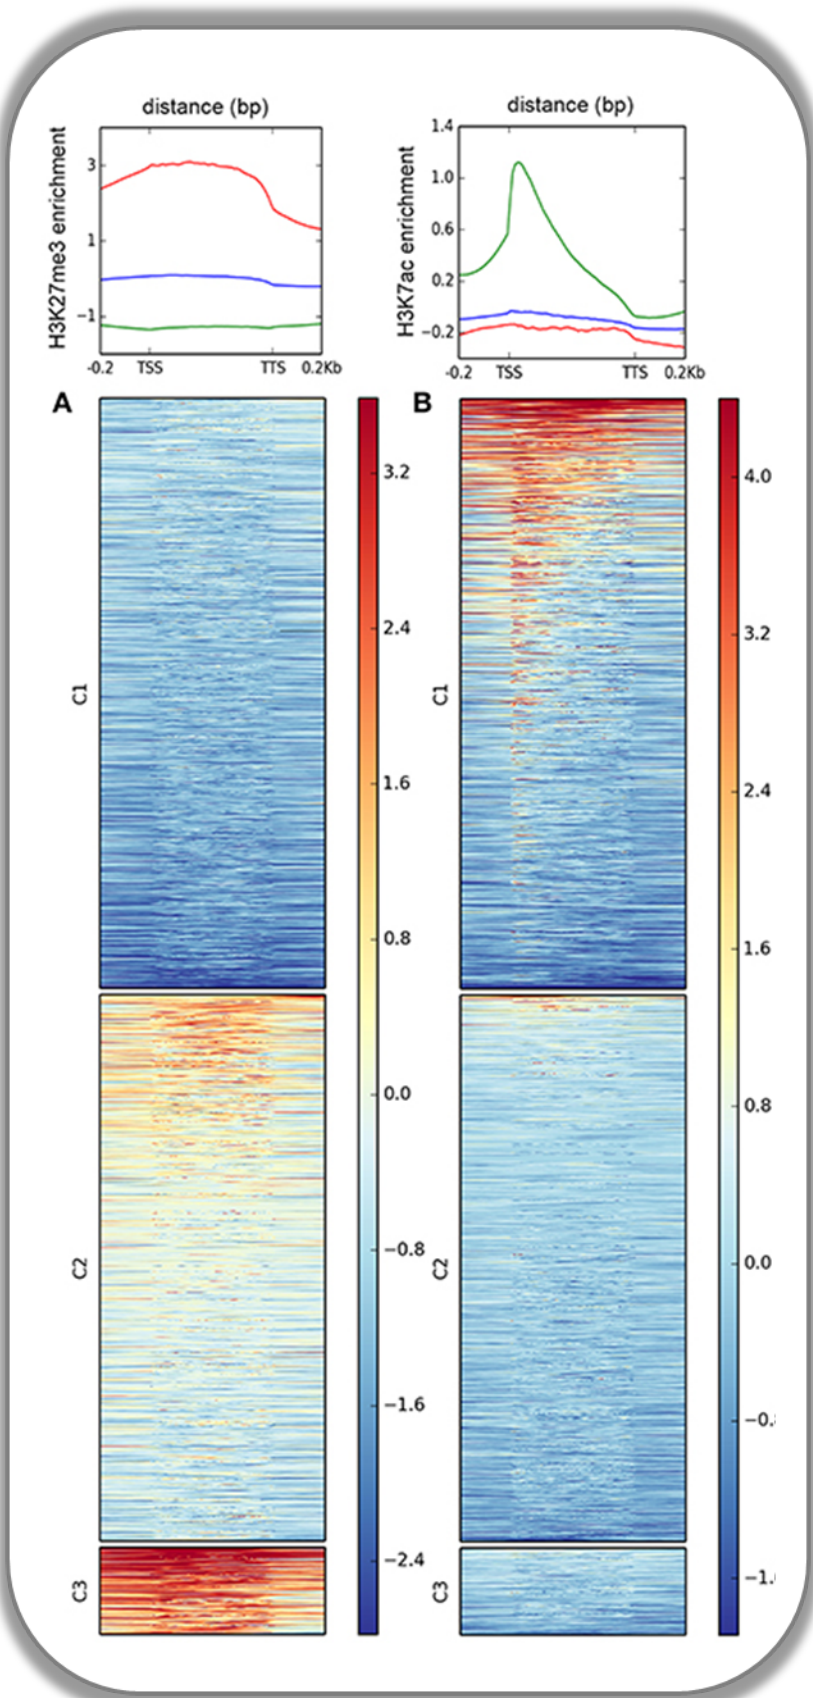 distance (bp)
H3K27me3 enrichment
3
1
−1
-0.2 TSS TTS 0.2Kb
distance (bp)
H3K7ac enrichment
1.4
1.0
0.6
0.2
−0.2
-0.2 TSS TTS 0.2Kb
A
C1
C2
C3
3.2
2.4
1.6
0.8
0.0
−0.8
−1.6
−2.4
B
C1
C2
C3
4.0
3.2
2.4
1.6
0.8
0.0